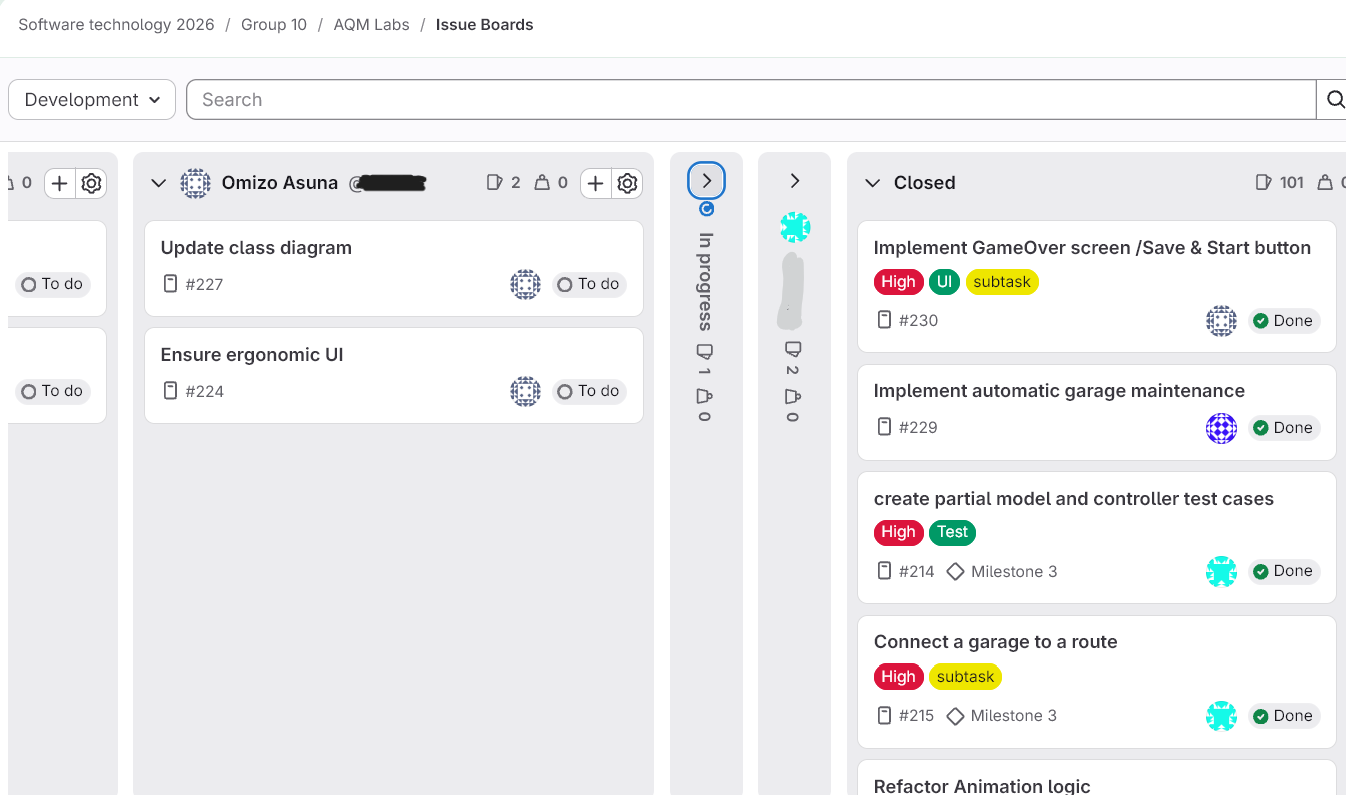 Software technology 2026 / Group 10 / AQM Labs / Issue Boards
Development
Search
0
To do
To do
Omizo Asuna @
2
0
Update class diagram
#227
To do
Ensure ergonomic UI
#224
To do
In progress
1
0
2
0
Closed
101
Implement GameOver screen /Save & Start button
High UI subtask
#230
Done
Implement automatic garage maintenance
#229
Done
create partial model and controller test cases
High Test
#214 Milestone 3
Done
Connect a garage to a route
High subtask
#215 Milestone 3
Done
Refactor Animation logic